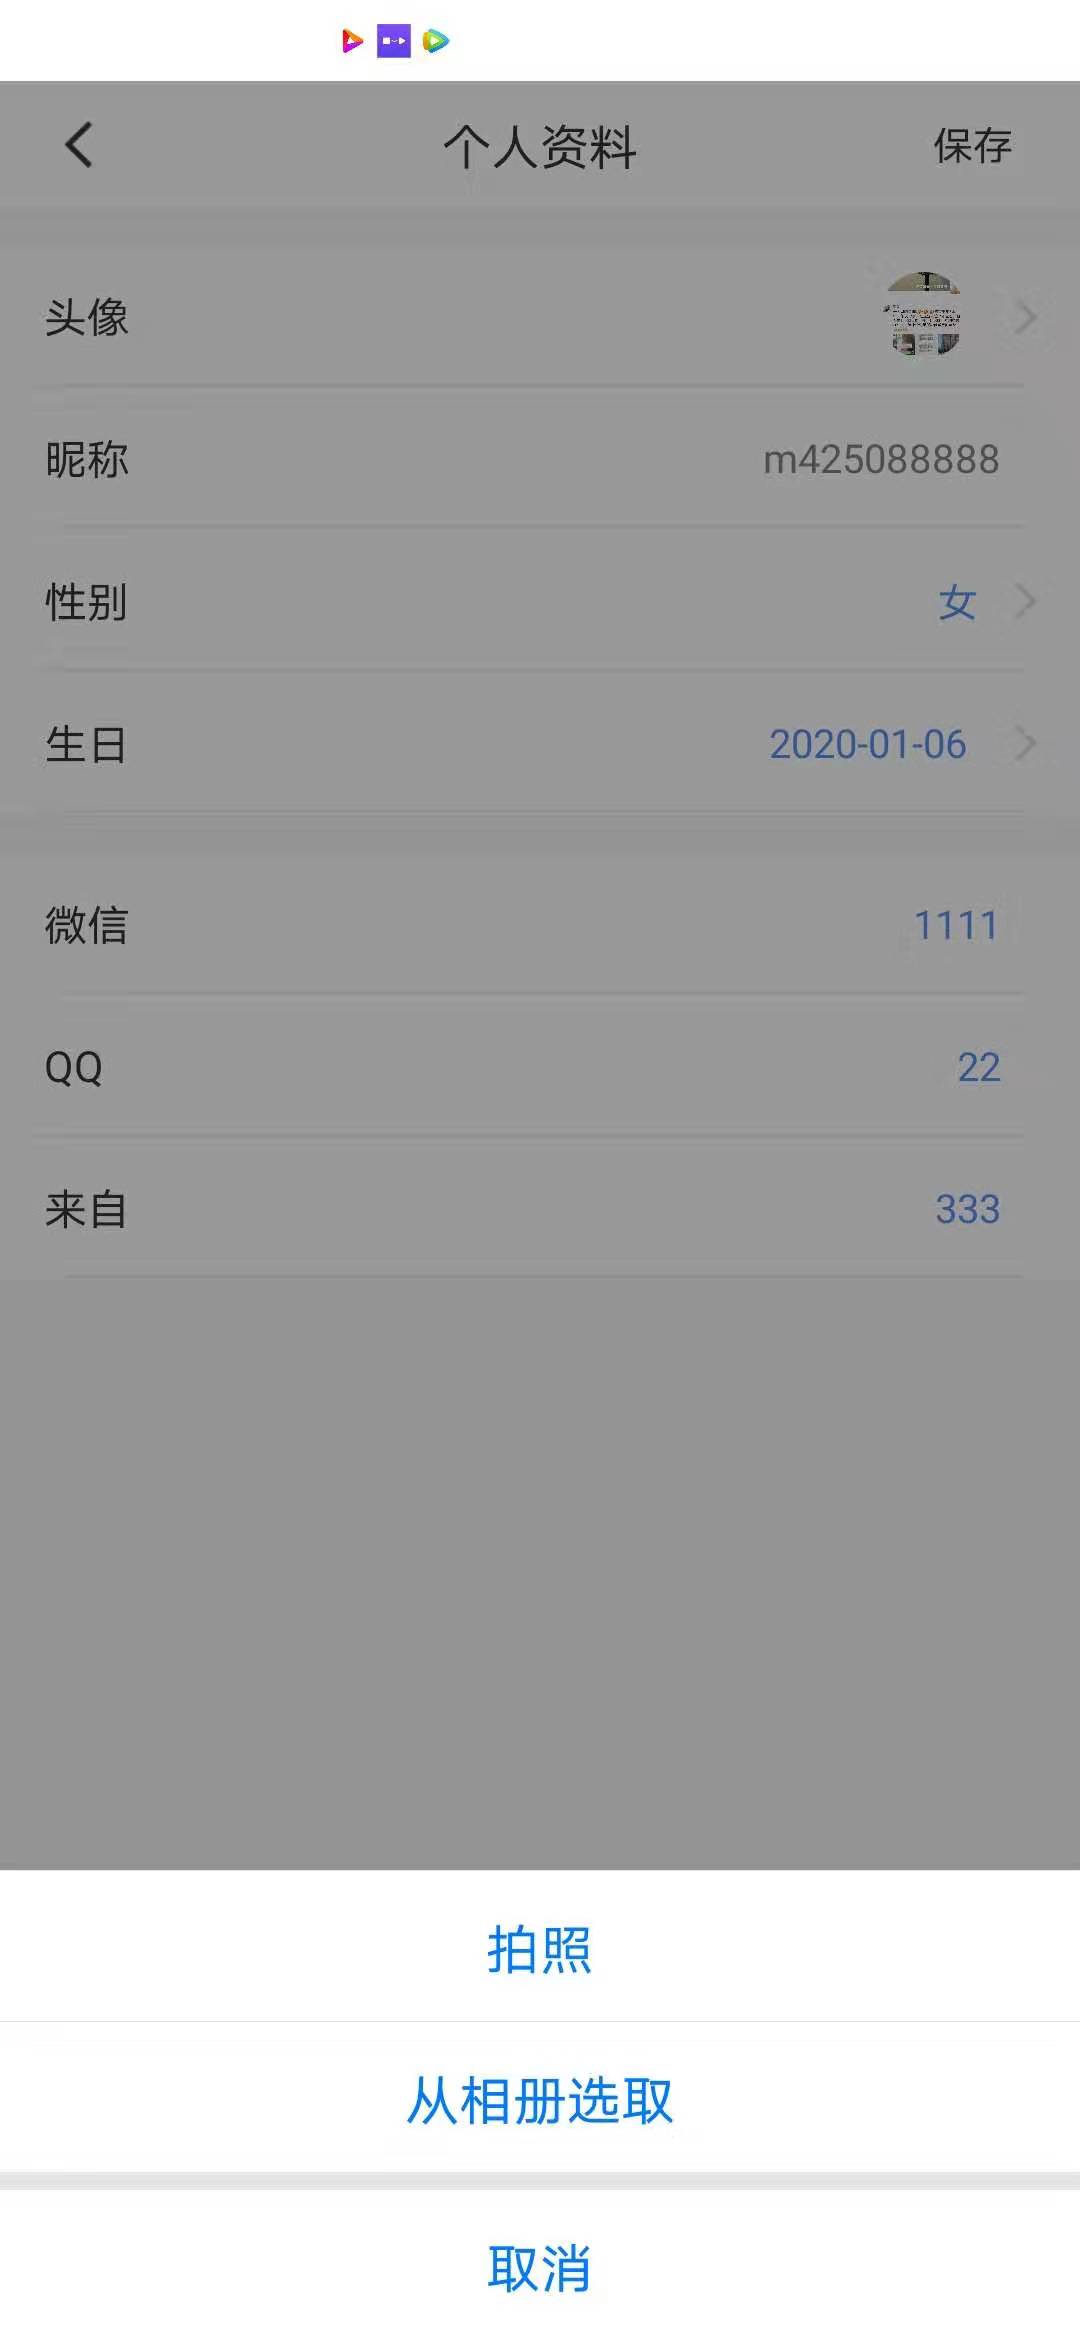 个人资料
保存
头像
昵称
m425088888
性别
女
生日
2020-01-06
微信
1111
QQ
22
来自
333
拍照
从相册选取
取消